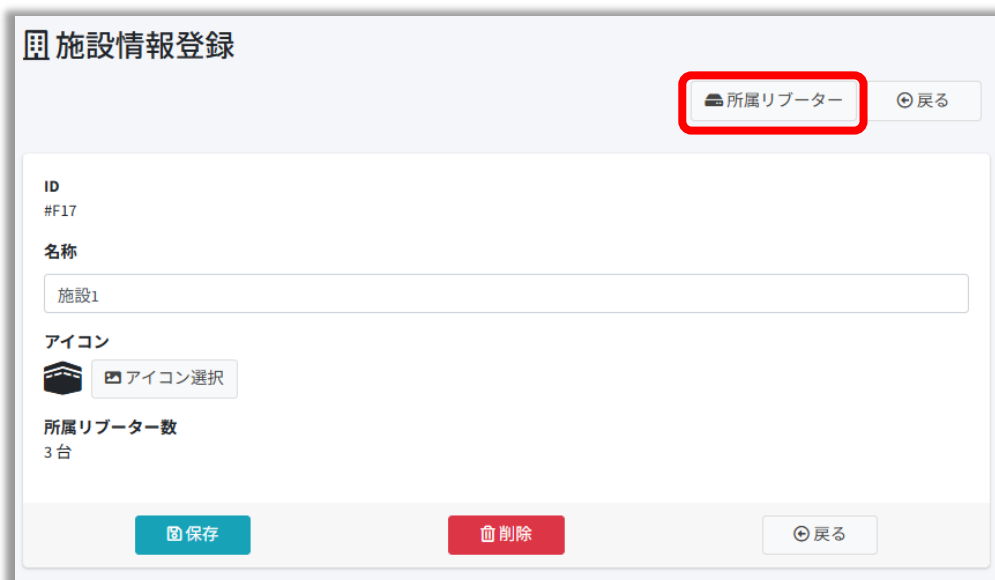 施設情報登録
所属リブーター 戻る
ID
#F17
名称
施設1
アイコン
アイコン選択
所属リブーター数
3 台
保存 削除 戻る